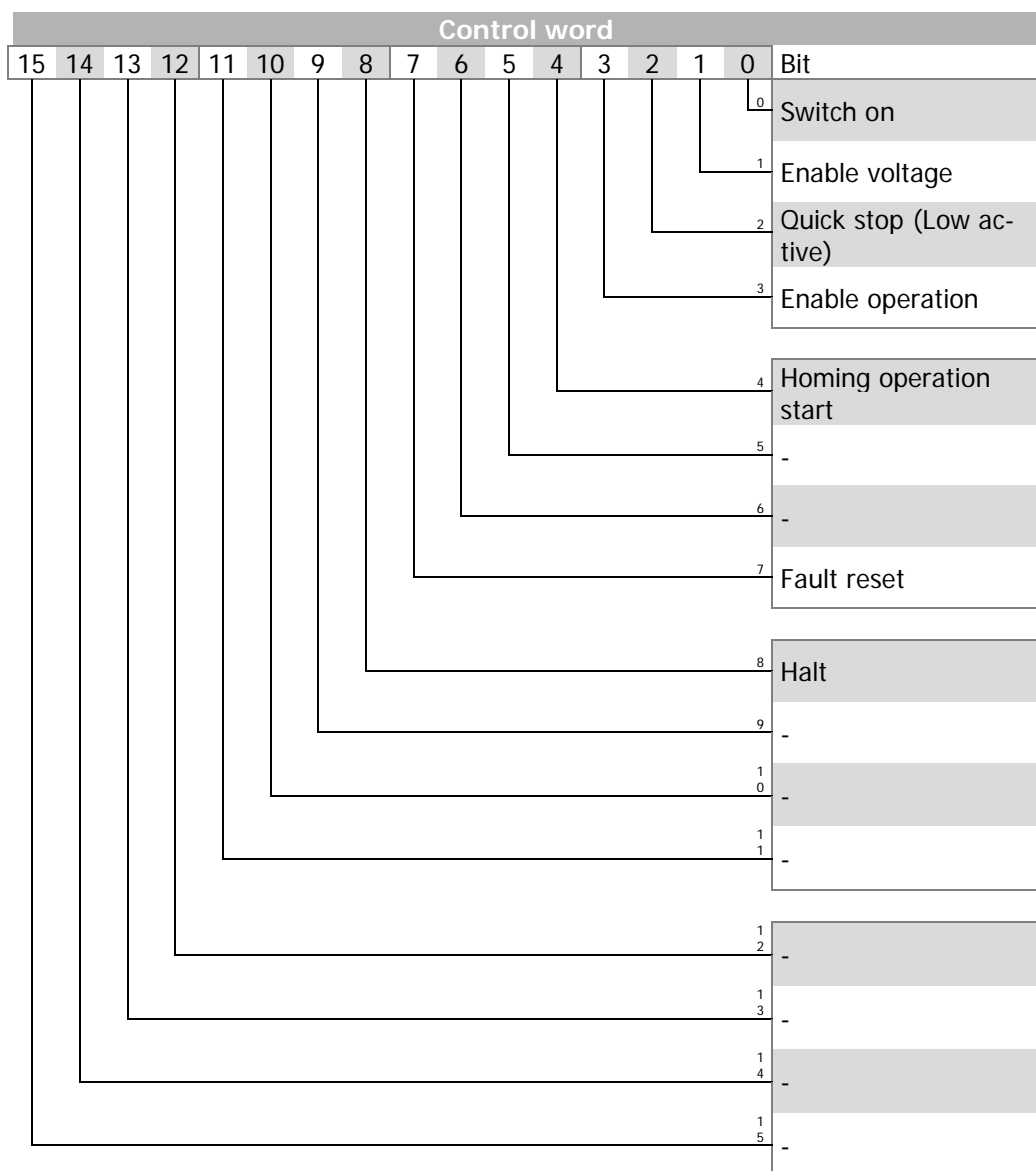 Control word
15 14 13 12 11 10 9 8 7 6 5 4 3 2 1 0 Bit
0 Switch on
1 Enable voltage
2 Quick stop (Low ac-
tive)
3 Enable operation
4 Homing operation
start
5 -
6 -
7 Fault reset
8 Halt
9 -
1
0 -
1
1 -
1
2 -
1
3 -
1
4 -
1
5 -